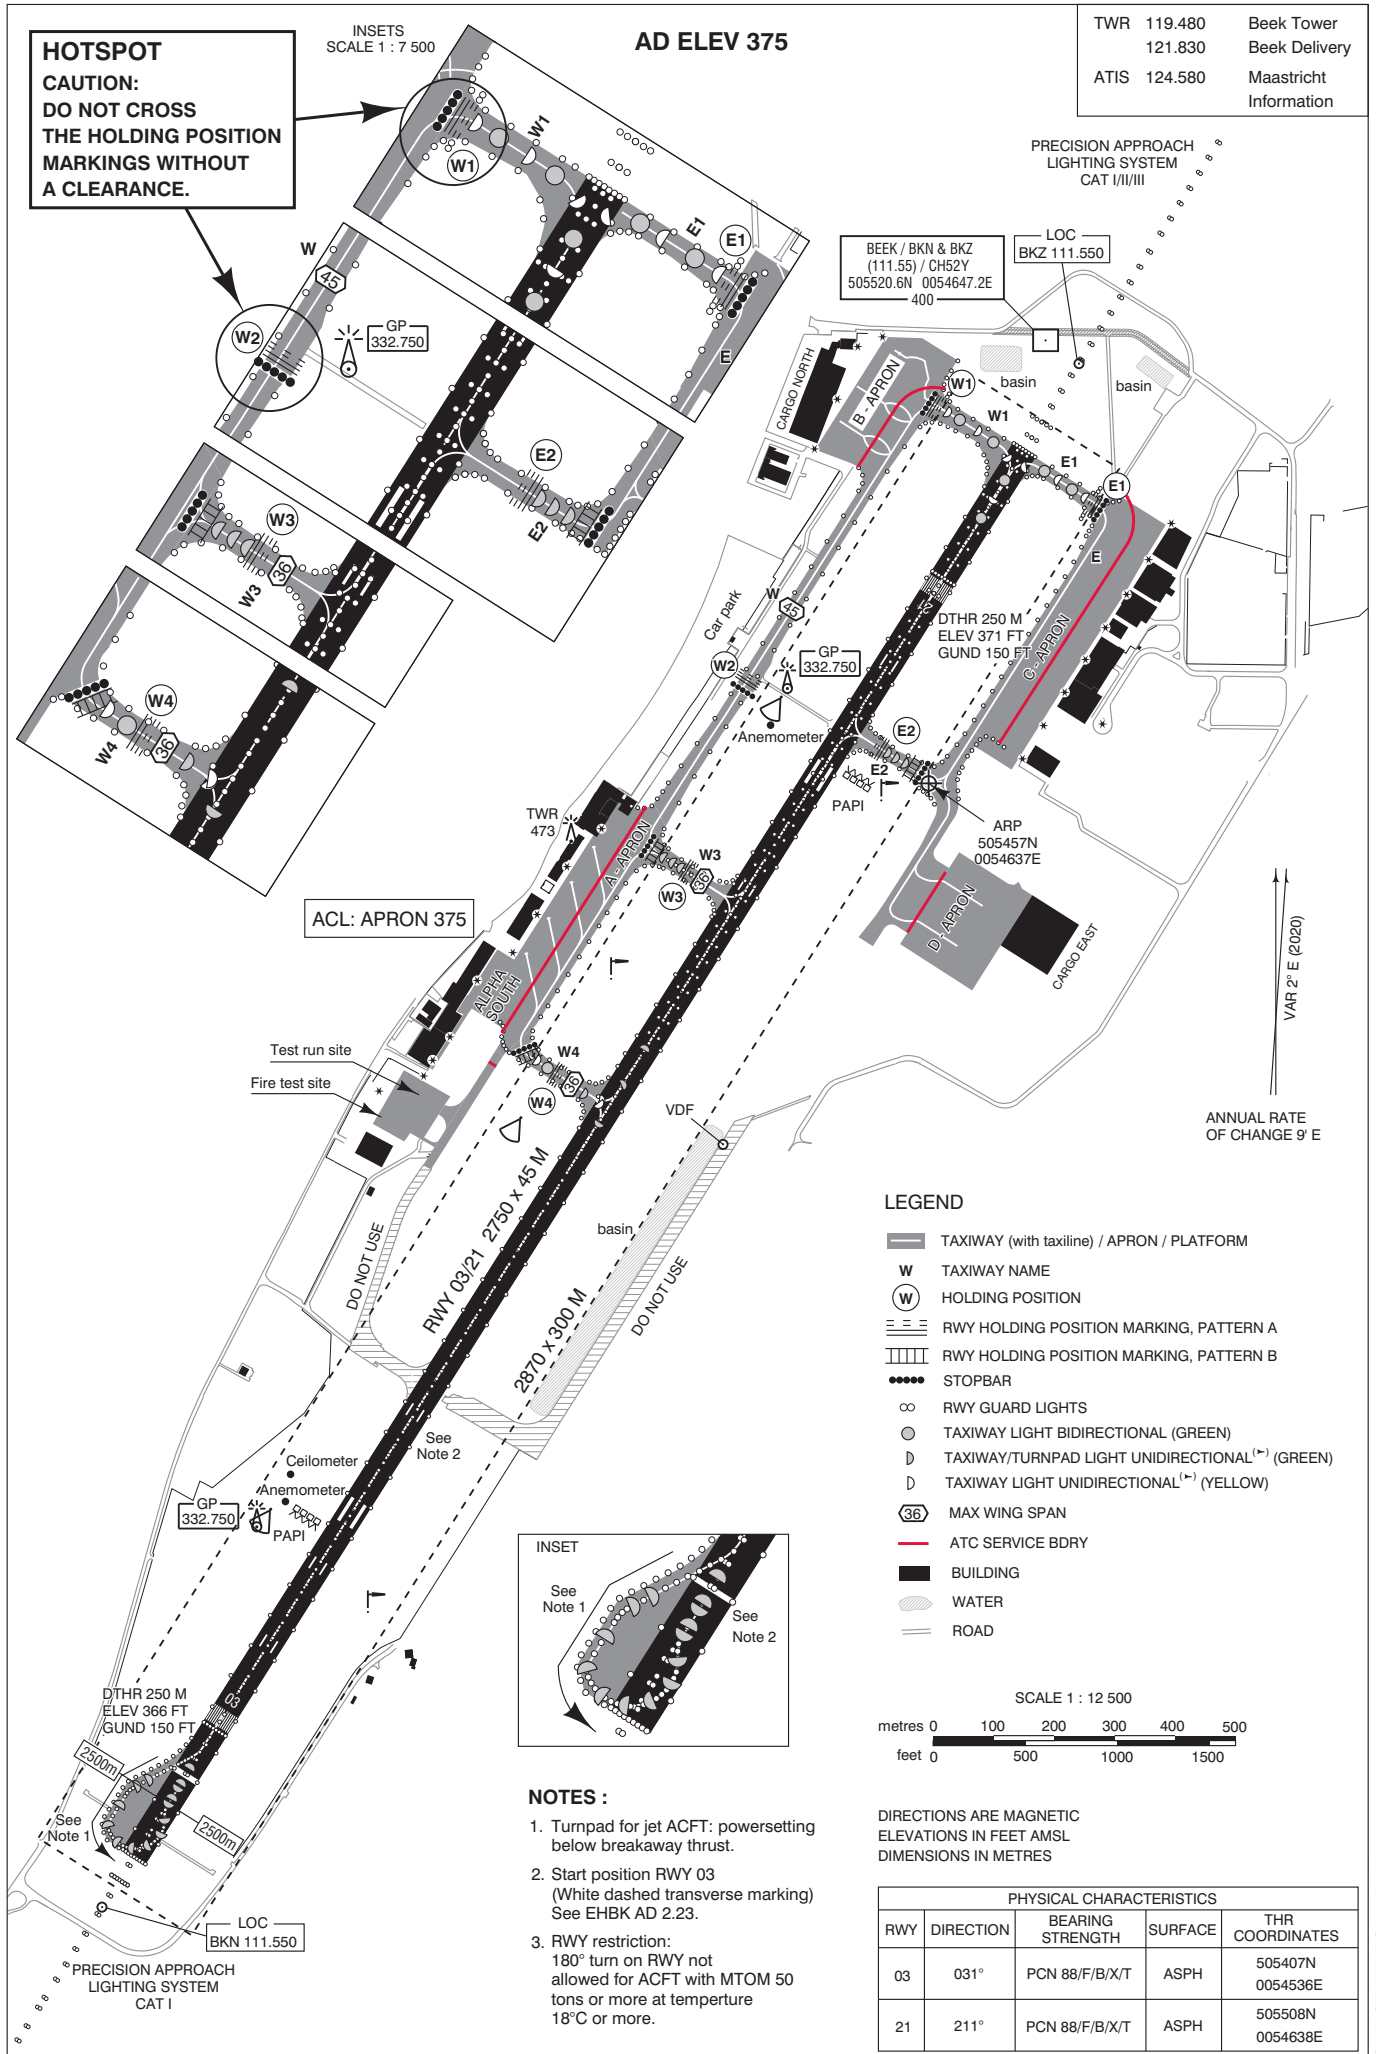 HOTSPOT
CAUTION:
DO NOT CROSS
THE HOLDING POSITION
MARKINGS WITHOUT
A CLEARANCE.
INSETS
SCALE 1 : 7 500
AD ELEV 375
TWR 119.480 Beek Tower
121.830 Beek Delivery
ATIS 124.580 Maastricht
Information
PRECISION APPROACH
LIGHTING SYSTEM
CAT I/II/III
LOC
BKZ 111.550
BEEK / BKN & BKZ
(111.55) / CH52Y
505520.6N 0054647.2E
400
W1
W1
E1
E1
W
45
W2
GP
332.750
E
E2
E2
W3
36
W3
W4
36
W4
CARGO NORTH
B - APRON
W1
W1
basin
basin
E1
E1
E
Car park
W
45
21
DTHR 250 M
ELEV 371 FT
GUND 150 FT
C - APRON
W2
GP
332.750
Anemometer
E2
E2
PAPI
ARP
505457N
0054637E
TWR
473
A - APRON
W3
36
W3
D - APRON
CARGO EAST
ACL: APRON 375
ALPHA
SOUTH
VAR 2° E (2020)
ANNUAL RATE
OF CHANGE 9' E
Test run site
Fire test site
W4
36
W4
VDF
DO NOT USE
RWY 03/21 2750 x 45 M
basin
2870 x 300 M
DO NOT USE
See
Note 2
Ceilometer
Anemometer
GP
332.750
PAPI
LEGEND
TAXIWAY (with taxiline) / APRON / PLATFORM
W TAXIWAY NAME
W HOLDING POSITION
RWY HOLDING POSITION MARKING, PATTERN A
RWY HOLDING POSITION MARKING, PATTERN B
STOPBAR
RWY GUARD LIGHTS
TAXIWAY LIGHT BIDIRECTIONAL (GREEN)
TAXIWAY/TURNPAD LIGHT UNIDIRECTIONAL (GREEN)
TAXIWAY LIGHT UNIDIRECTIONAL (YELLOW)
36 MAX WING SPAN
ATC SERVICE BDRY
BUILDING
WATER
ROAD
INSET
See
Note 1
See
Note 2
03
DTHR 250 M
ELEV 366 FT
GUND 150 FT
2500m
2500m
See
Note 1
LOC
BKN 111.550
PRECISION APPROACH
LIGHTING SYSTEM
CAT I
SCALE 1 : 12 500
metres 0 100 200 300 400 500
feet 0 500 1000 1500
NOTES :
1. Turnpad for jet ACFT: powersetting
below breakaway thrust.
2. Start position RWY 03
(White dashed transverse marking)
See EHBK AD 2.23.
3. RWY restriction:
180° turn on RWY not
allowed for ACFT with MTOM 50
tons or more at temperture
18°C or more.
DIRECTIONS ARE MAGNETIC
ELEVATIONS IN FEET AMSL
DIMENSIONS IN METRES
PHYSICAL CHARACTERISTICS
RWY DIRECTION BEARING STRENGTH SURFACE THR COORDINATES
03 031° PCN 88/F/B/X/T ASPH 505407N 0054536E
21 211° PCN 88/F/B/X/T ASPH 505508N 0054638E